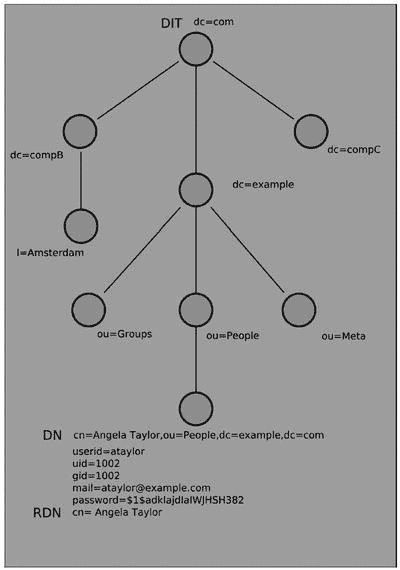 DIT dc=com
dc=compB
dc=compC
dc=example
l=Amsterdam
ou=Groups
ou=People
ou=Meta
DN cn=Angela Taylor,ou=People,dc=example,dc=com
userid=ataylor
uid=1002
gid=1002
mail=ataylor@example.com
password=$1$adklajdlalWJHSH382
RDN cn= Angela Taylor